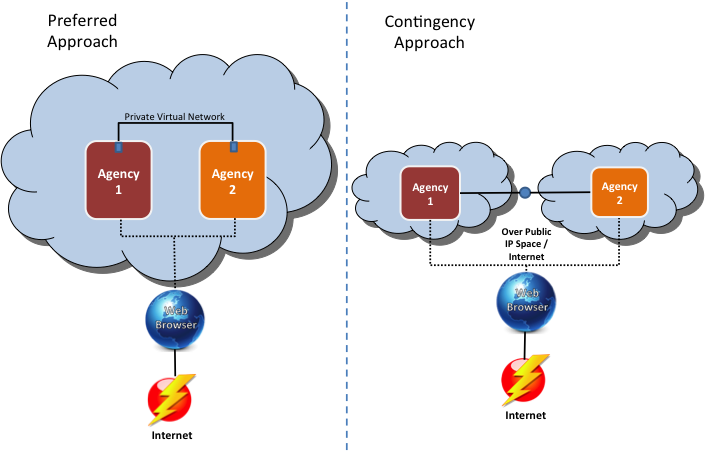 Preferred
Approach
Private Virtual Network
Agency
1
Agency
2
Web
Browser
Internet
Contingency
Approach
Agency
1
Agency
2
Over Public
IP Space /
Internet
Web
Browser
Internet